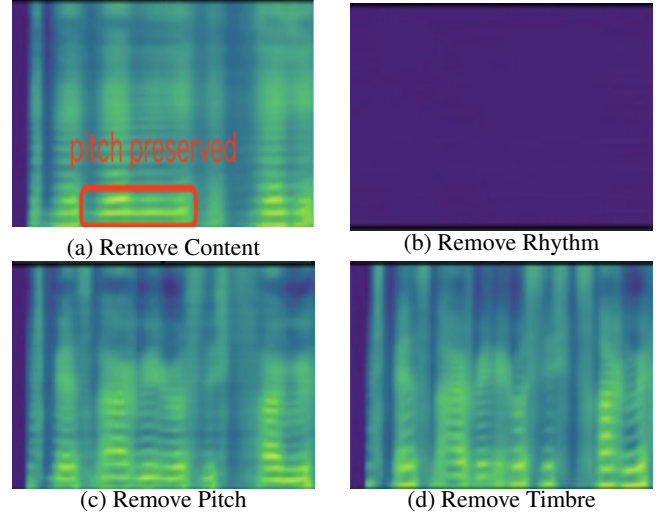 pitch preserved
(a) Remove Content
(b) Remove Rhythm
(c) Remove Pitch
(d) Remove Timbre